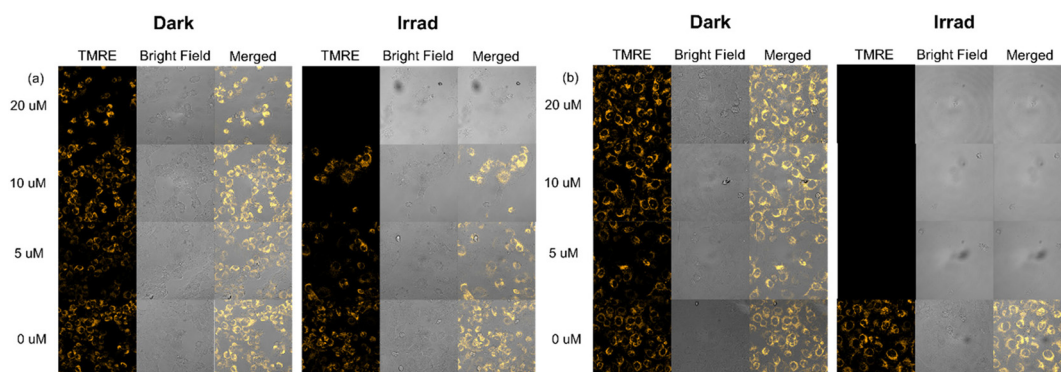 Dark Irrad Dark Irrad
TMRE Bright Field Merged TMRE Bright Field Merged TMRE Bright Field Merged TMRE Bright Field Merged
(a) (b)
20 uM 20 uM
10 uM 10 uM
5 uM 5 uM
0 uM 0 uM